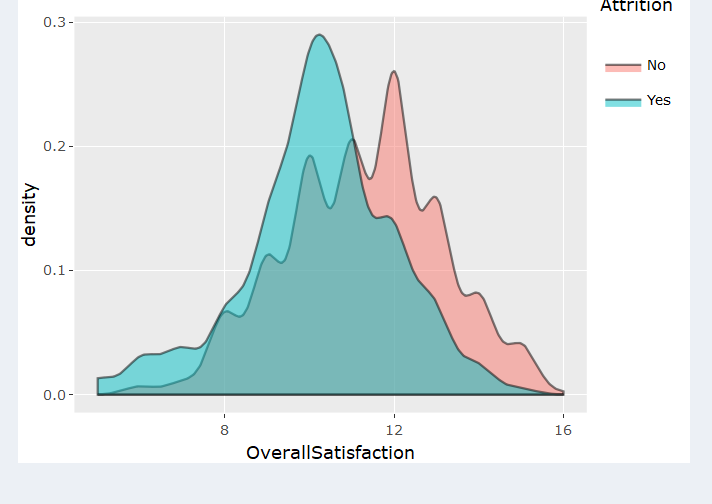 Attrition
No
Yes
0.3
0.2
0.1
0.0
density
8
12
16
OverallSatisfaction